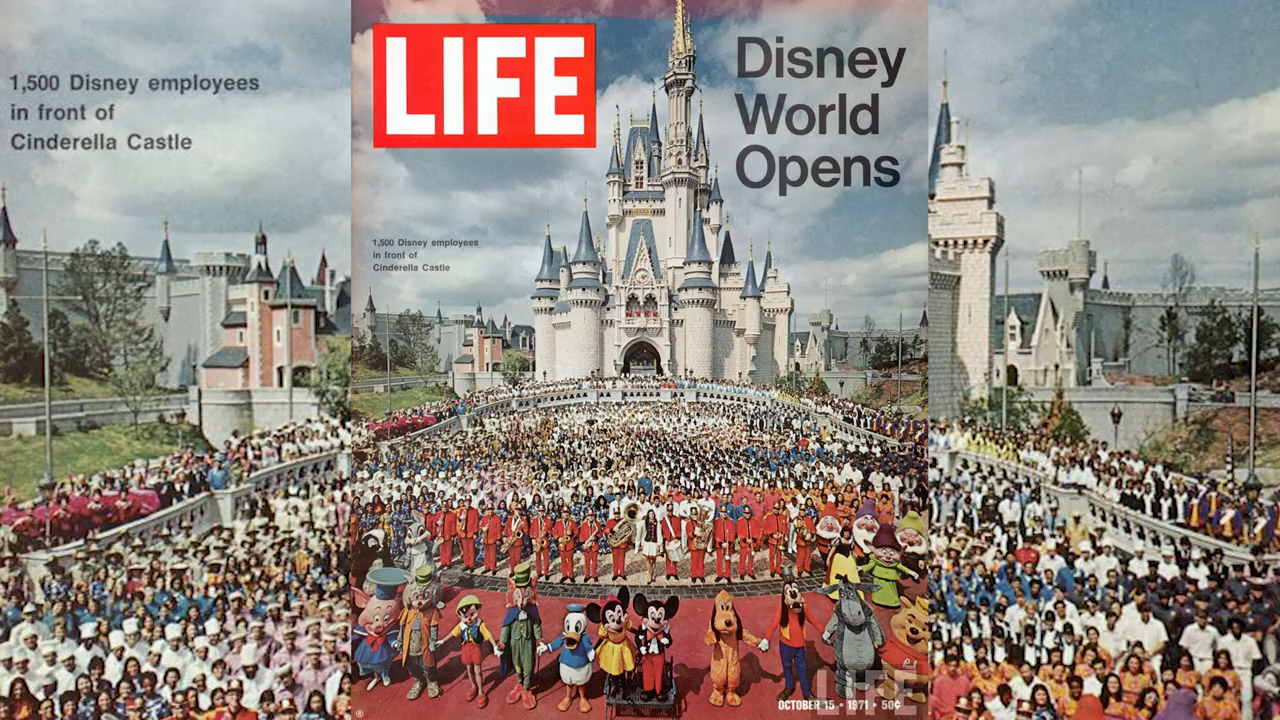 1,500 Disney employees
in front of
Cinderella Castle
LIFE
Disney
World
Opens
1,500 Disney employees
in front of
Cinderella Castle
LIFE
OCTOBER 15 • 1971 • 50¢
®